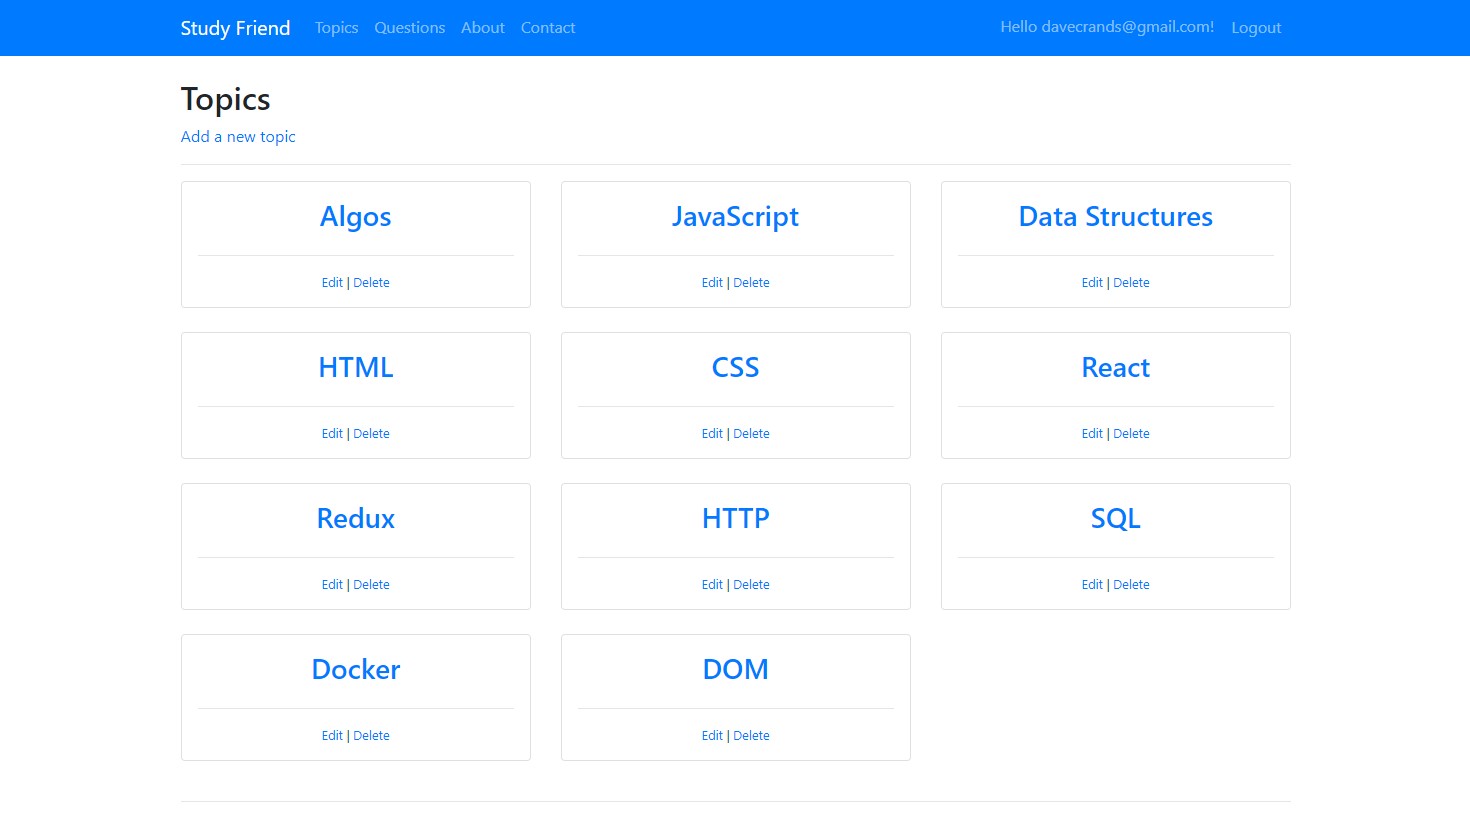 Study Friend Topics Questions About Contact Hello davecrands@gmail.com! Logout
Topics
Add a new topic
Algos JavaScript Data Structures
Edit | Delete Edit | Delete Edit | Delete
HTML CSS React
Edit | Delete Edit | Delete Edit | Delete
Redux HTTP SQL
Edit | Delete Edit | Delete Edit | Delete
Docker DOM
Edit | Delete Edit | Delete